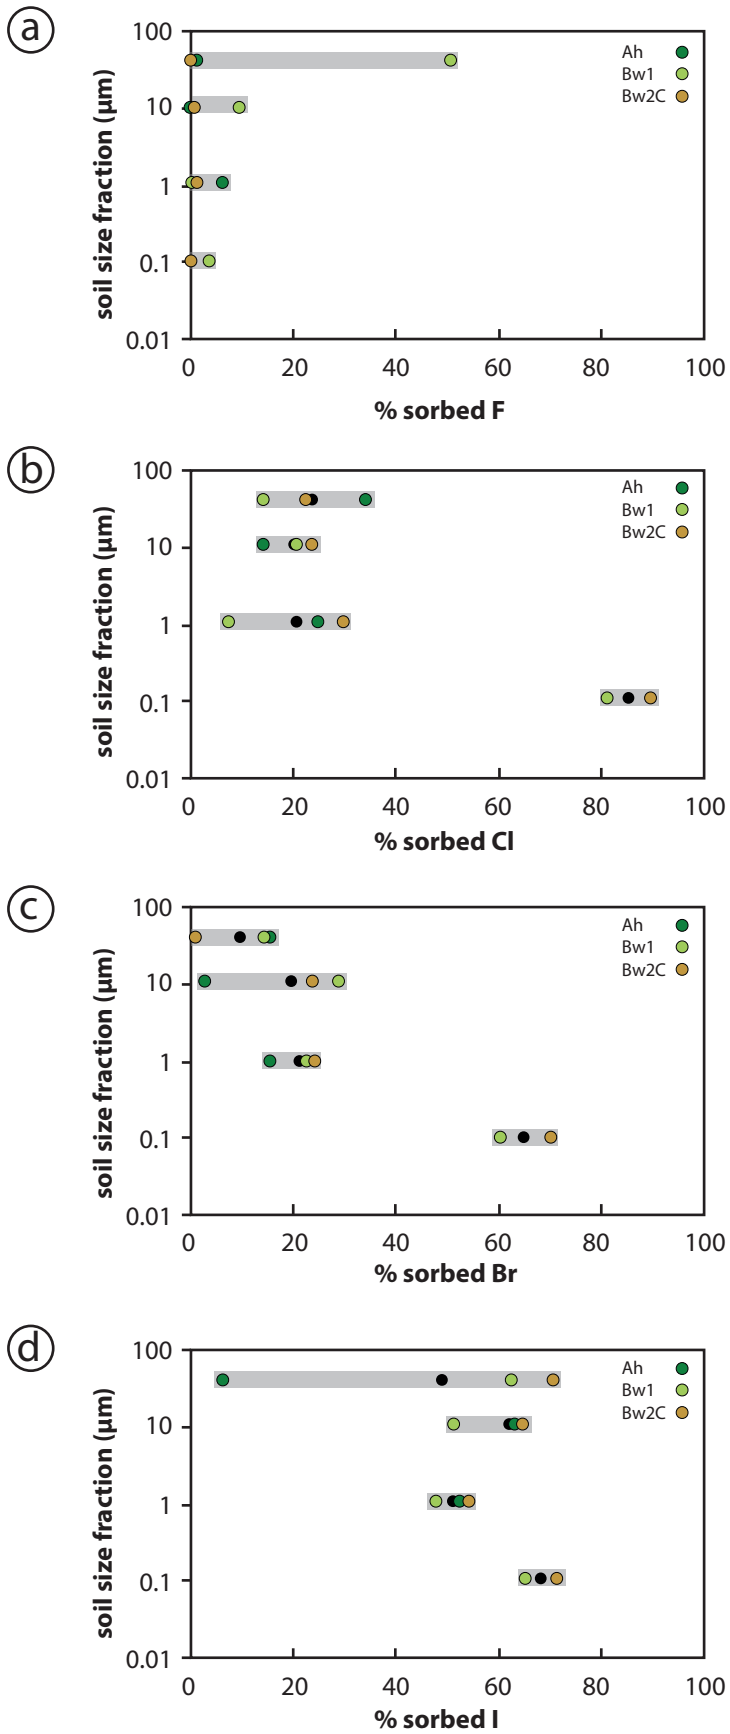 a
100
10
1
0.1
0.01
soil size fraction (μm)
Ah
Bw1
Bw2C
0 20 40 60 80 100
% sorbed F
b
100
10
1
0.1
0.01
soil size fraction (μm)
Ah
Bw1
Bw2C
0 20 40 60 80 100
% sorbed Cl
c
100
10
1
0.1
0.01
soil size fraction (μm)
Ah
Bw1
Bw2C
0 20 40 60 80 100
% sorbed Br
d
100
10
1
0.1
0.01
soil size fraction (μm)
Ah
Bw1
Bw2C
0 20 40 60 80 100
% sorbed I